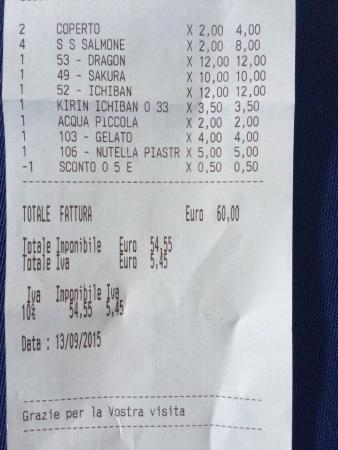 2 COPERTO X 2,00 4,00
4 S S SALMONE X 2,00 8,00
1 53 - DRAGON X 12,00 12,00
1 49 - SAKURA X 10,00 10,00
1 52 - ICHIBAN X 12,00 12,00
1 KIRIN ICHIBAN 0 33 X 3,50 3,50
1 ACQUA PICCOLA X 2,00 2,00
1 103 - GELATO X 4,00 4,00
1 106 - NUTELLA PIASTR X 5,00 5,00
-1 SCONTO 0 5 E X 0,50 0,50
TOTALE FATTURA Euro 60,00
Totale Imponibile Euro 54,55
Totale Iva Euro 5,45
Iva Imponibile Iva
10% 54,55 5,45
Data : 13/09/2015
Grazie per la Vostra visita